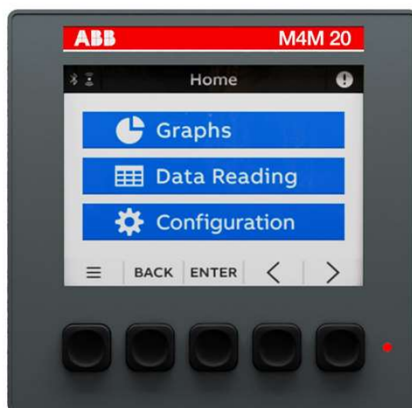 ABB M4M 20
Home
Graphs
Data Reading
Configuration
BACK ENTER